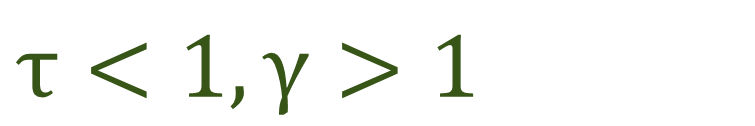 τ < 1, γ > 1